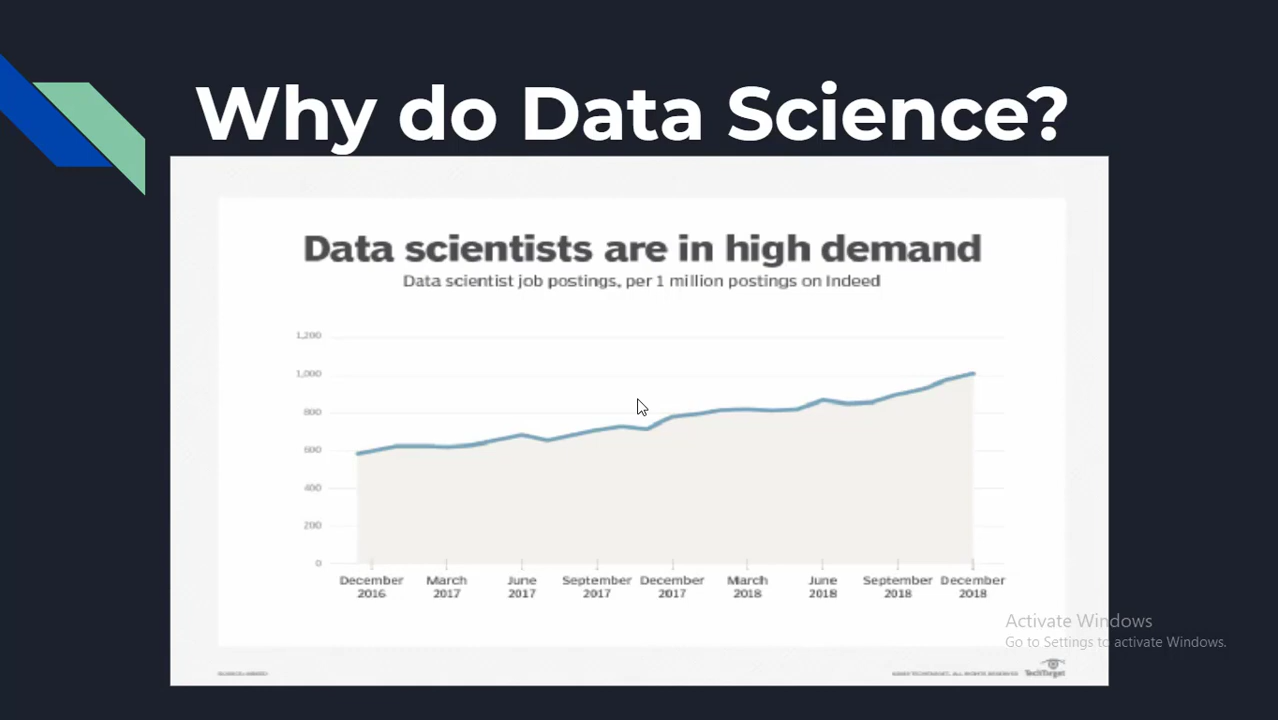 Why do Data Science?
Data scientists are in high demand
Data scientist job postings, per 1 million postings on Indeed
1,200
1,000
800
600
400
200
0
December March June September December March June September December
2016 2017 2017 2017 2017 2018 2018 2018 2018
Activate Windows
Go to Settings to activate Windows.
TechTarget